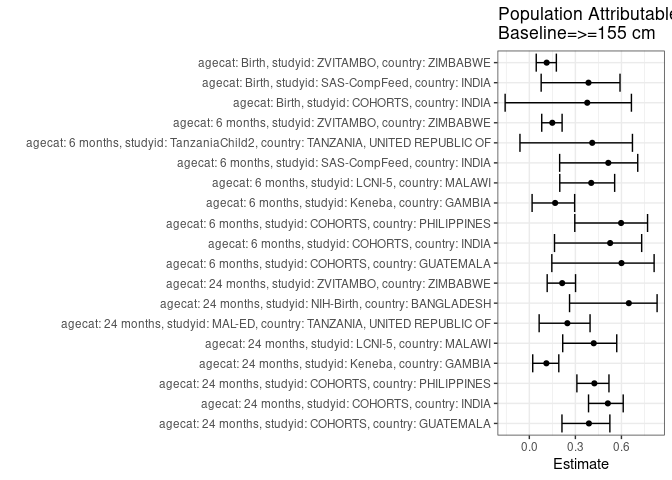 Population Attributable
Baseline=>=155 cm
agecat: Birth, studyid: ZVITAMBO, country: ZIMBABWE
agecat: Birth, studyid: SAS-CompFeed, country: INDIA
agecat: Birth, studyid: COHORTS, country: INDIA
agecat: 6 months, studyid: ZVITAMBO, country: ZIMBABWE
agecat: 6 months, studyid: TanzaniaChild2, country: TANZANIA, UNITED REPUBLIC OF
agecat: 6 months, studyid: SAS-CompFeed, country: INDIA
agecat: 6 months, studyid: LCNI-5, country: MALAWI
agecat: 6 months, studyid: Keneba, country: GAMBIA
agecat: 6 months, studyid: COHORTS, country: PHILIPPINES
agecat: 6 months, studyid: COHORTS, country: INDIA
agecat: 6 months, studyid: COHORTS, country: GUATEMALA
agecat: 24 months, studyid: ZVITAMBO, country: ZIMBABWE
agecat: 24 months, studyid: NIH-Birth, country: BANGLADESH
agecat: 24 months, studyid: MAL-ED, country: TANZANIA, UNITED REPUBLIC OF
agecat: 24 months, studyid: LCNI-5, country: MALAWI
agecat: 24 months, studyid: Keneba, country: GAMBIA
agecat: 24 months, studyid: COHORTS, country: PHILIPPINES
agecat: 24 months, studyid: COHORTS, country: INDIA
agecat: 24 months, studyid: COHORTS, country: GUATEMALA
0.0 0.3 0.6
Estimate